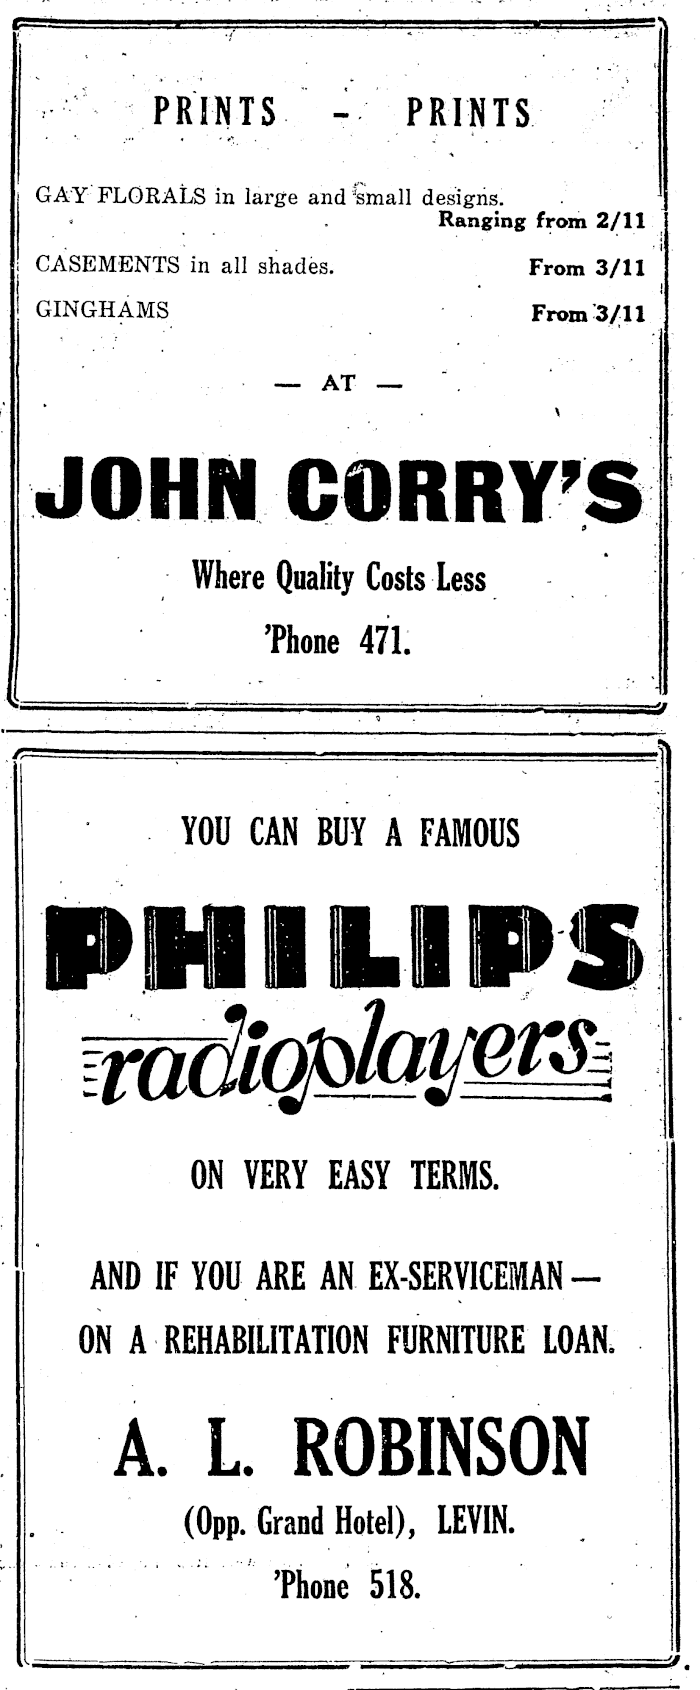 PRINTS - PRINTS
GAY FLORALS in large and small designs.
Ranging from 2/11
CASEMENTS in all shades. From 3/11
GINGHAMS From 3/11
— AT —
JOHN CORRY'S
Where Quality Costs Less
'Phone 471.
YOU CAN BUY A FAMOUS
PHILIPS
radioplayers
ON VERY EASY TERMS.
AND IF YOU ARE AN EX-SERVICEMAN —
ON A REHABILITATION FURNITURE LOAN.
A. L. ROBINSON
(Opp. Grand Hotel), LEVIN.
'Phone 518.